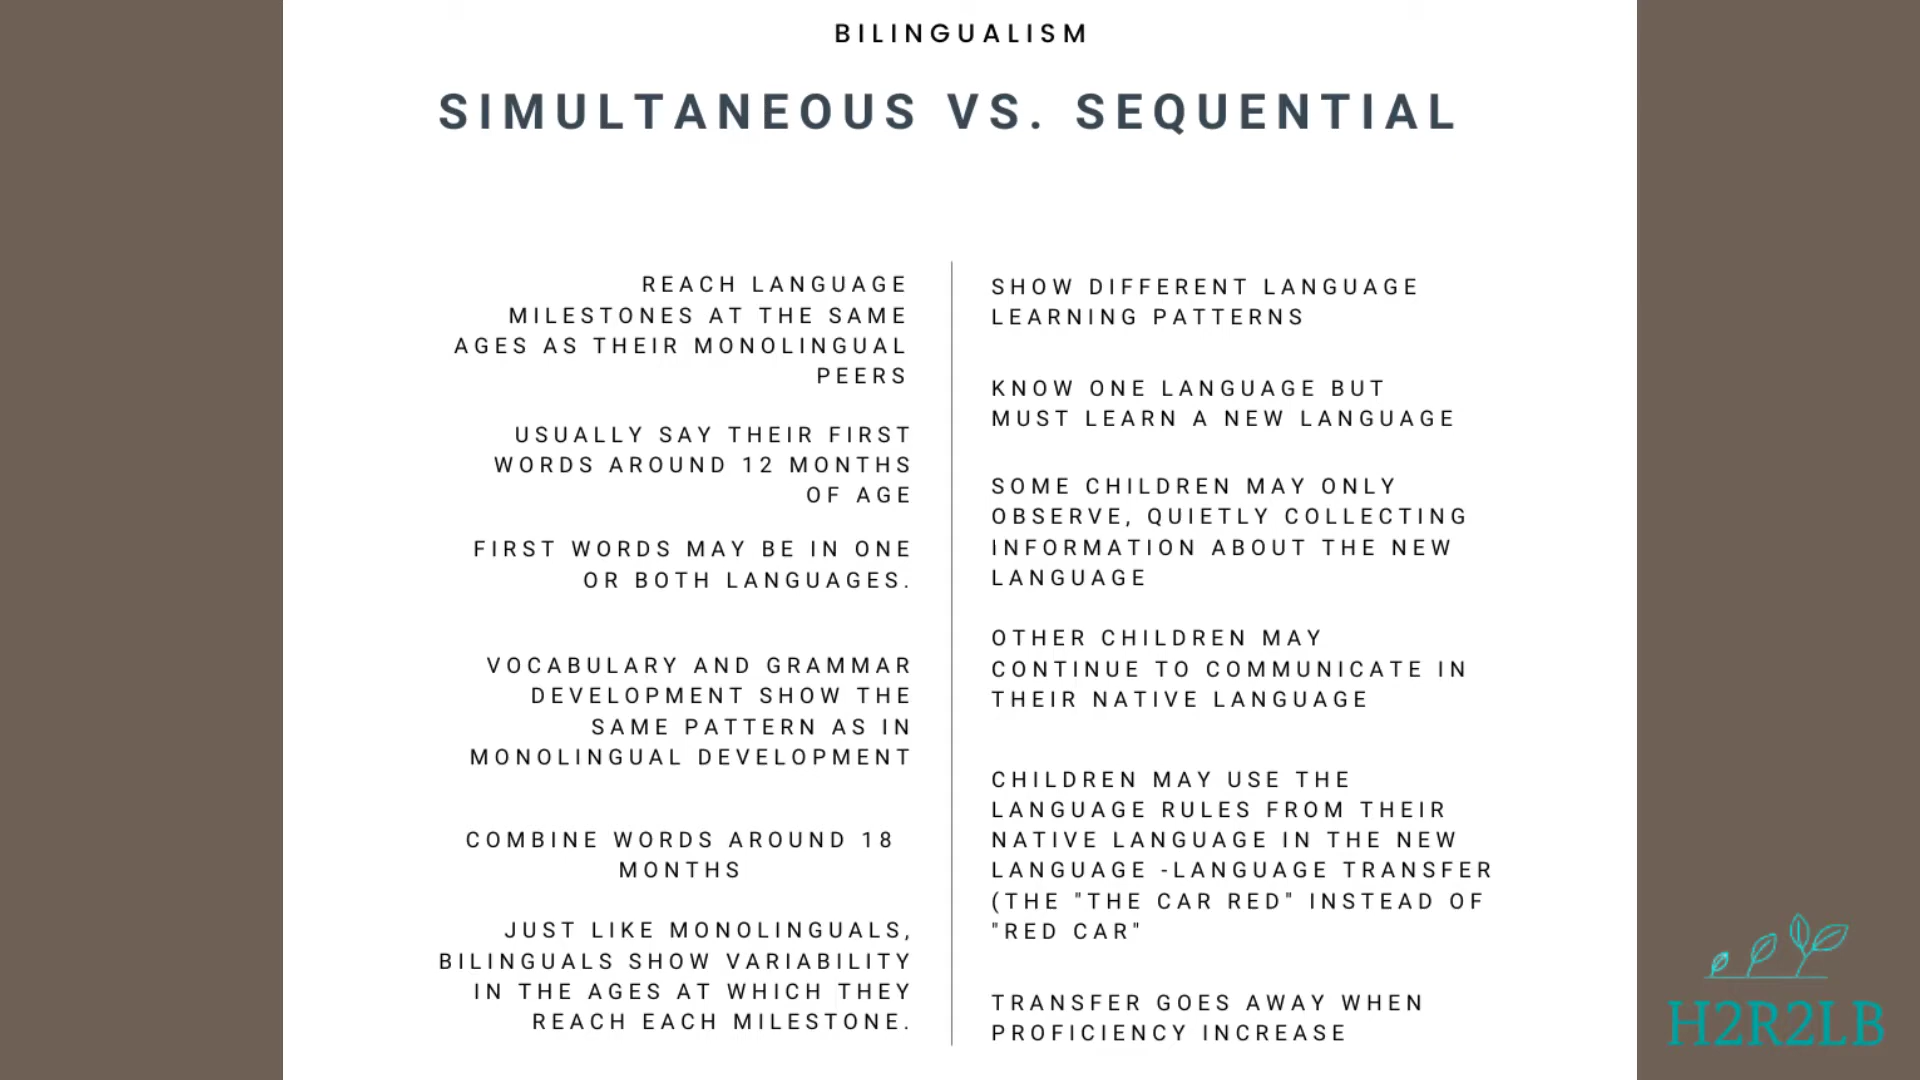 BILINGUALISM
SIMULTANEOUS VS. SEQUENTIAL
REACH LANGUAGE
MILESTONES AT THE SAME
AGES AS THEIR MONOLINGUAL
PEERS
USUALLY SAY THEIR FIRST
WORDS AROUND 12 MONTHS
OF AGE
FIRST WORDS MAY BE IN ONE
OR BOTH LANGUAGES.
VOCABULARY AND GRAMMAR
DEVELOPMENT SHOW THE
SAME PATTERN AS IN
MONOLINGUAL DEVELOPMENT
COMBINE WORDS AROUND 18
MONTHS
JUST LIKE MONOLINGUALS,
BILINGUALS SHOW VARIABILITY
IN THE AGES AT WHICH THEY
REACH EACH MILESTONE.
SHOW DIFFERENT LANGUAGE
LEARNING PATTERNS
KNOW ONE LANGUAGE BUT
MUST LEARN A NEW LANGUAGE
SOME CHILDREN MAY ONLY
OBSERVE, QUIETLY COLLECTING
INFORMATION ABOUT THE NEW
LANGUAGE
OTHER CHILDREN MAY
CONTINUE TO COMMUNICATE IN
THEIR NATIVE LANGUAGE
CHILDREN MAY USE THE
LANGUAGE RULES FROM THEIR
NATIVE LANGUAGE IN THE NEW
LANGUAGE -LANGUAGE TRANSFER
(THE "THE CAR RED" INSTEAD OF
"RED CAR"
TRANSFER GOES AWAY WHEN
PROFICIENCY INCREASE
H2R2LB